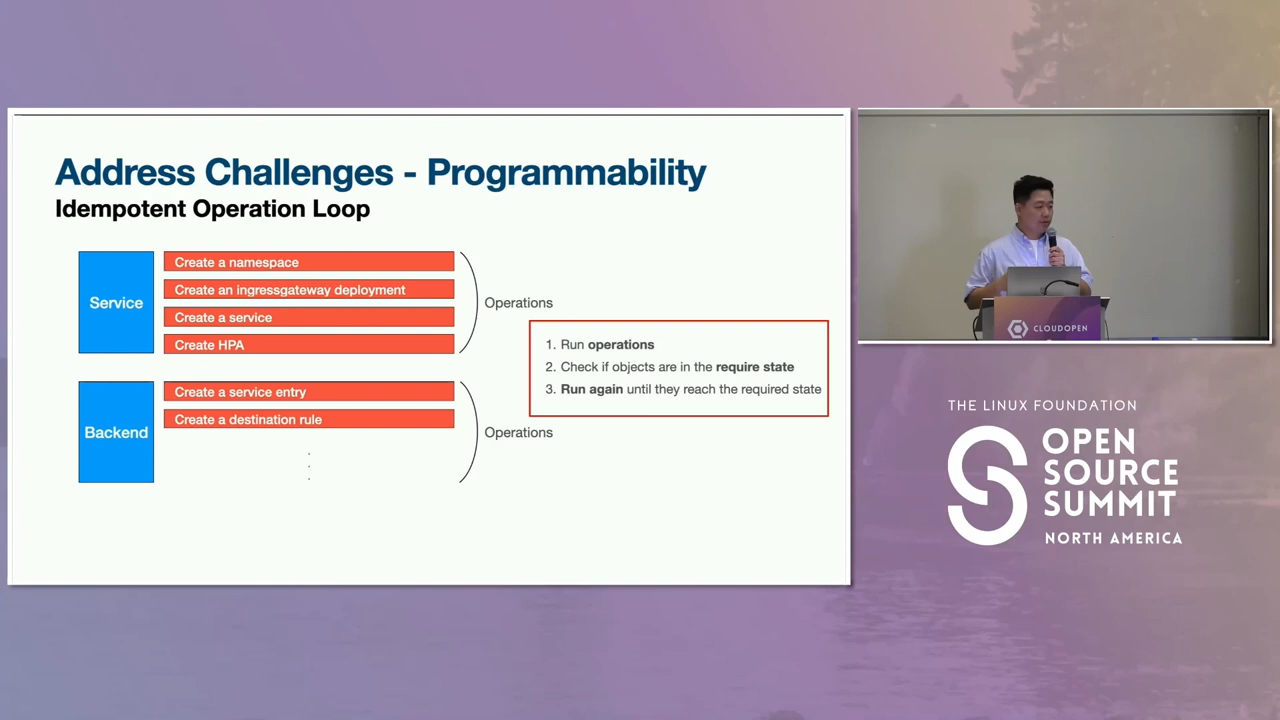 Address Challenges - Programmability
Idempotent Operation Loop
Service
Create a namespace
Create an ingressgateway deployment
Create a service
Create HPA
Operations
Backend
Create a service entry
Create a destination rule
.
.
.
Operations
1. Run operations
2. Check if objects are in the require state
3. Run again until they reach the required state
CLOUDOPEN
THE LINUX FOUNDATION
OPEN
SOURCE
SUMMIT
NORTH AMERICA